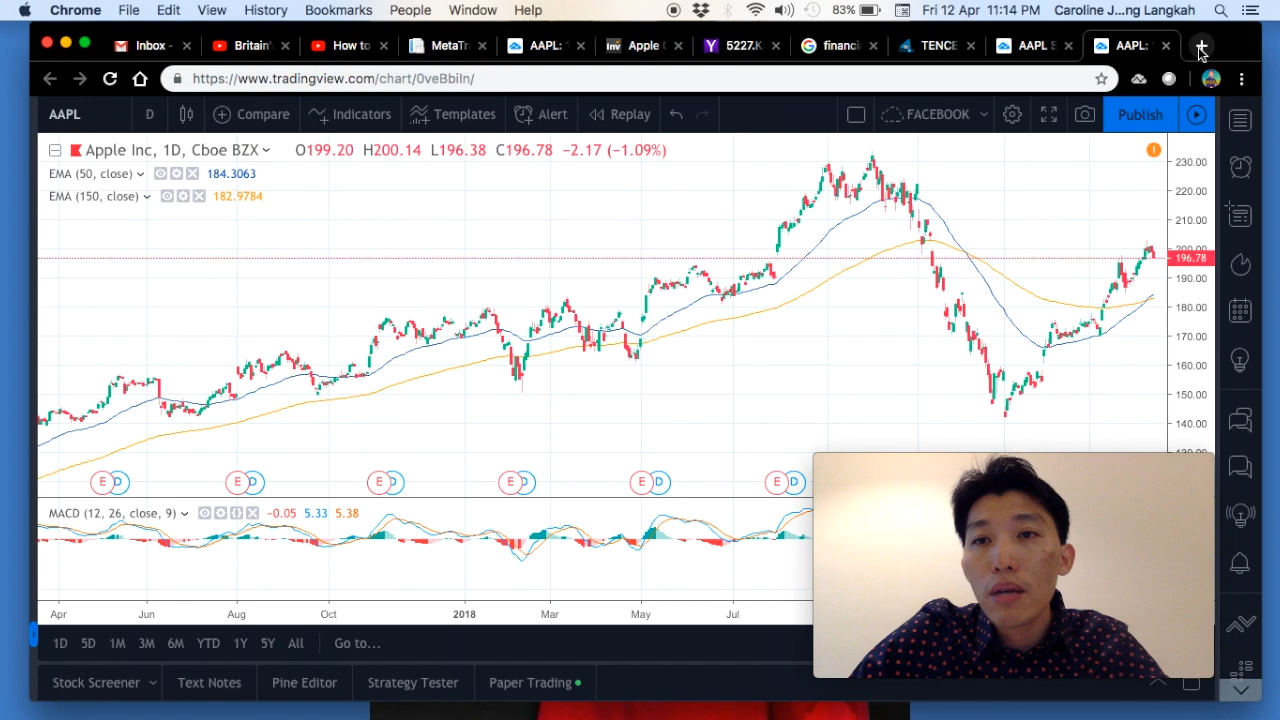 Chrome File Edit View History Bookmarks People Window Help 83% Fri 12 Apr 11:14 PM Caroline J...ng Langkah
Inbox - Britain' How to MetaTr AAPL: Apple 5227.K financi TENCE AAPL S AAPL:
https://www.tradingview.com/chart/0veBbiIn/
AAPL D Compare Indicators Templates Alert Replay FACEBOOK Publish
Apple Inc, 1D, Cboe BZX O199.20 H200.14 L196.38 C196.78 −2.17 (−1.09%)
EMA (50, close) 184.3063
EMA (150, close) 182.9784
230.00
220.00
210.00
200.00
196.78
190.00
180.00
170.00
160.00
150.00
140.00
E D E D E D E D E D E D
MACD (12, 26, close, 9) −0.05 5.33 5.38
Apr Jun Aug Oct 2018 Mar May Jul
1D 5D 1M 3M 6M YTD 1Y 5Y All Go to...
Stock Screener Text Notes Pine Editor Strategy Tester Paper Trading